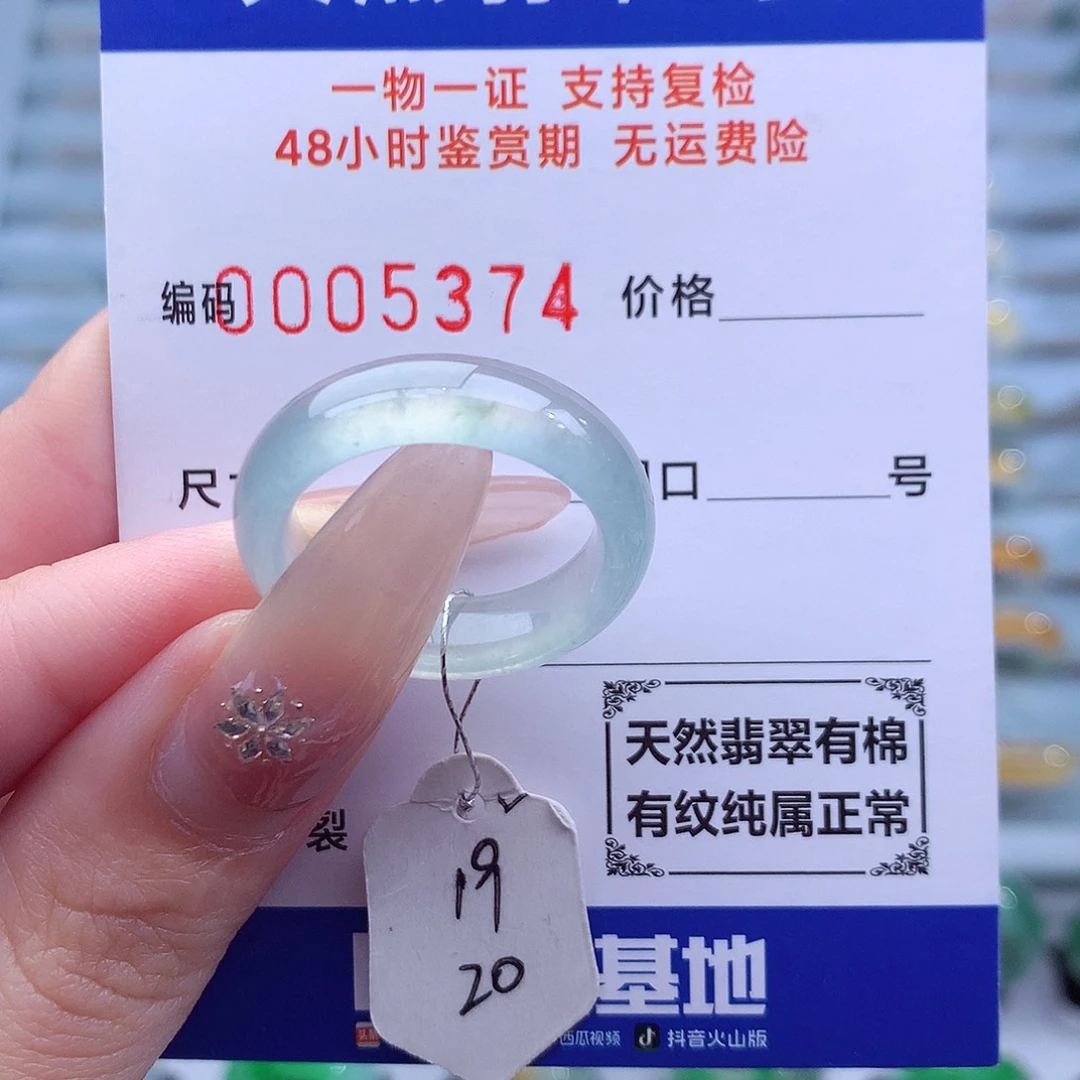 一物一证 支持复检
48小时鉴赏期 无运费险
编码0005374 价格
尺 口 号
天然翡翠有棉
有纹纯属正常
裂
19
20
基地
西瓜视频 抖音火山版